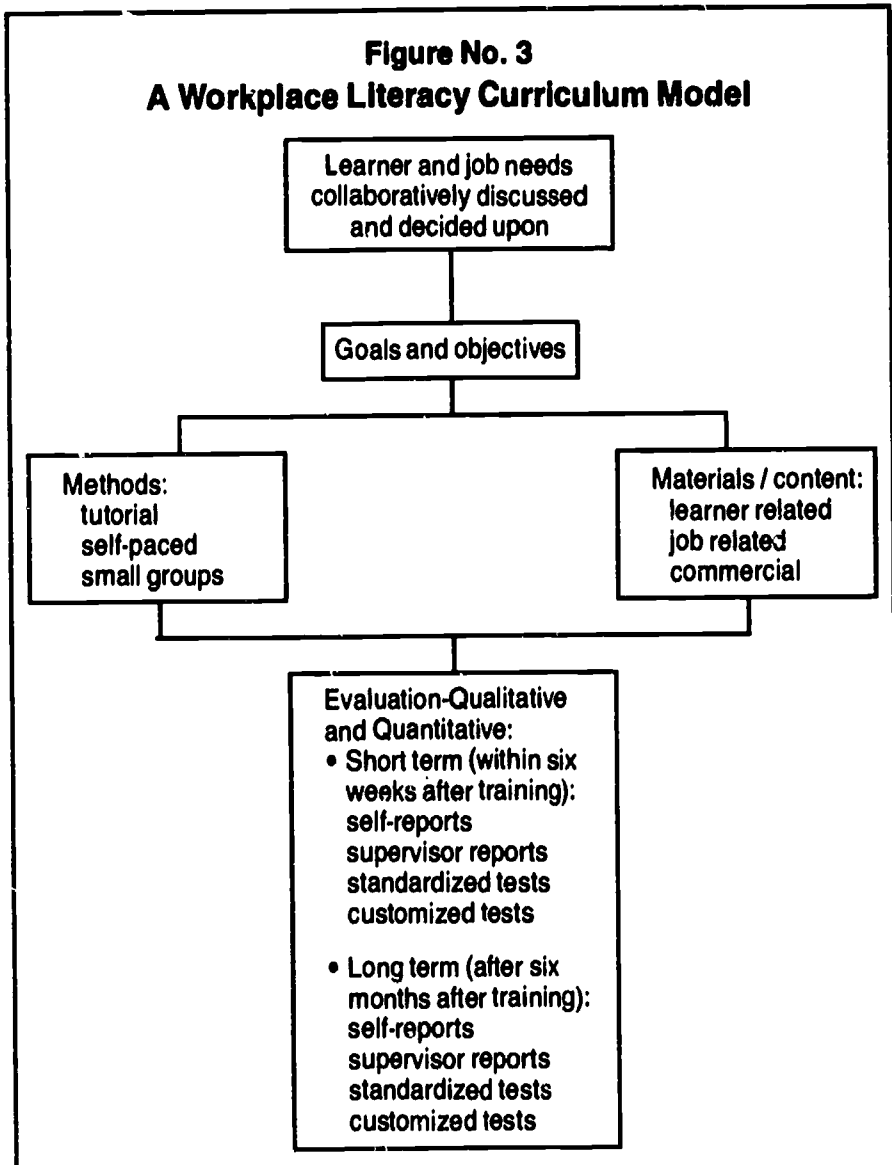 Figure No. 3
A Workplace Literacy Curriculum Model
Learner and job needs
collaboratively discussed
and decided upon
Goals and objectives
Methods:
tutorial
self-paced
small groups
Materials / content:
learner related
job related
commercial
Evaluation-Qualitative
and Quantitative:
• Short term (within six
weeks after training):
self-reports
supervisor reports
standardized tests
customized tests
• Long term (after six
months after training):
self-reports
supervisor reports
standardized tests
customized tests